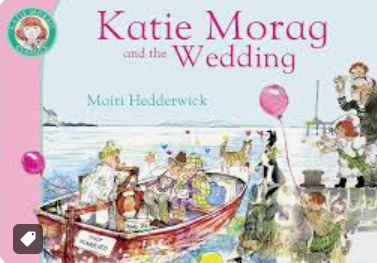 Katie Morag
and the Wedding
Mairi Hedderwick
JUST
MARRIED